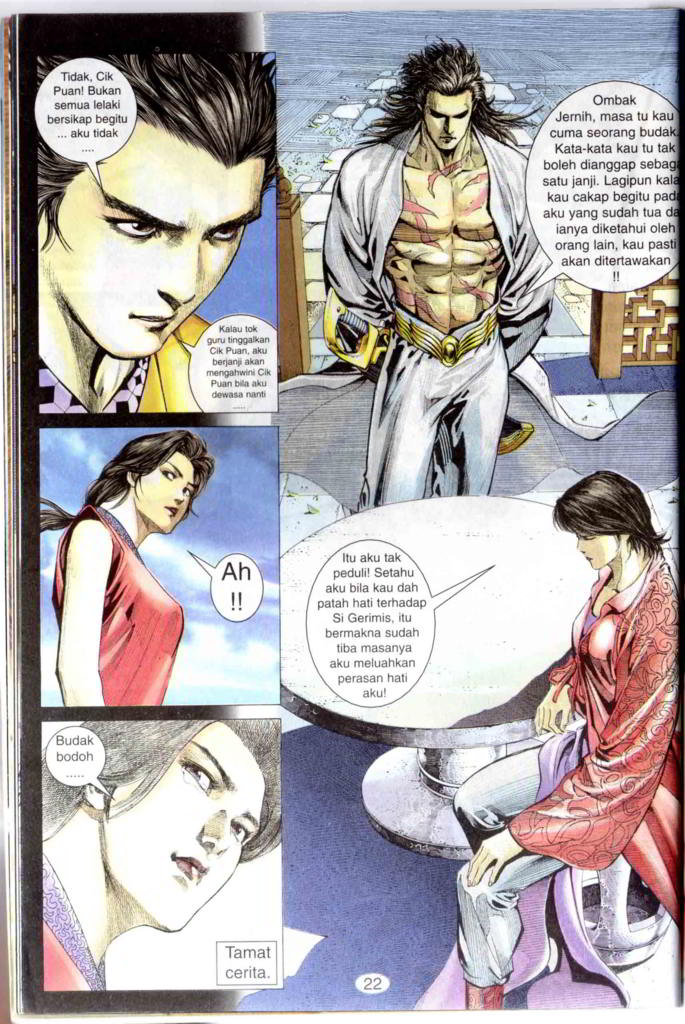 Tidak, Cik
Puan! Bukan
semua lelaki
bersikap begitu
... aku tidak
....
Kalau tok
guru tinggalkan
Cik Puan, aku
berjanji akan
mengahwini Cik
Puan bila aku
dewasa nanti
......
Ah
!!
Budak
bodoh
.....
Tamat
cerita.
Ombak
Jernih, masa tu kau
cuma seorang budak.
Kata-kata kau tu tak
boleh dianggap sebaga
satu janji. Lagipun kala
kau cakap begitu pad
aku yang sudah tua da
ianya diketahui oleh
orang lain, kau pasti
akan ditertawakan
!!
Itu aku tak
peduli! Setahu
aku bila kau dah
patah hati terhadap
Si Gerimis, itu
bermakna sudah
tiba masanya
aku meluahkan
perasan hati
aku!
22